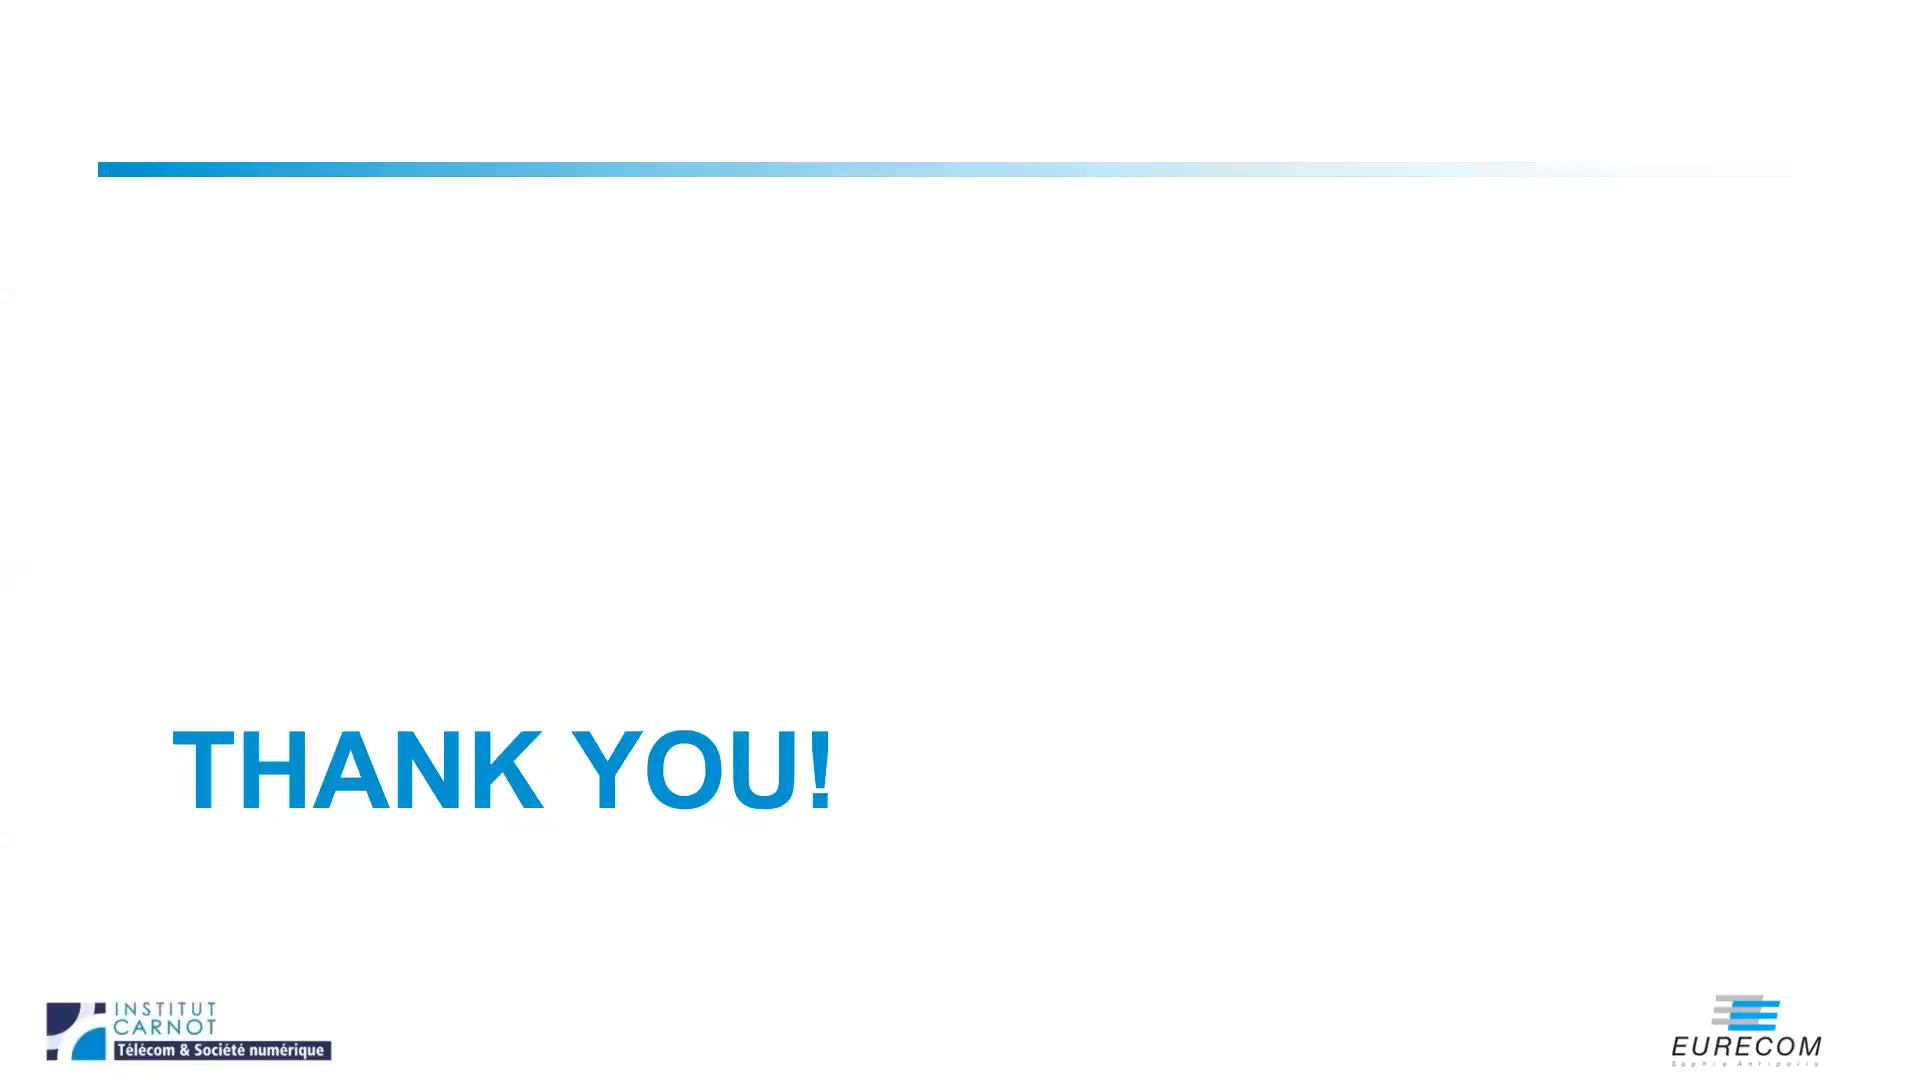 THANK YOU!
INSTITUT
CARNOT
Télécom & Société numérique
EURECOM
Sophia Antipolis